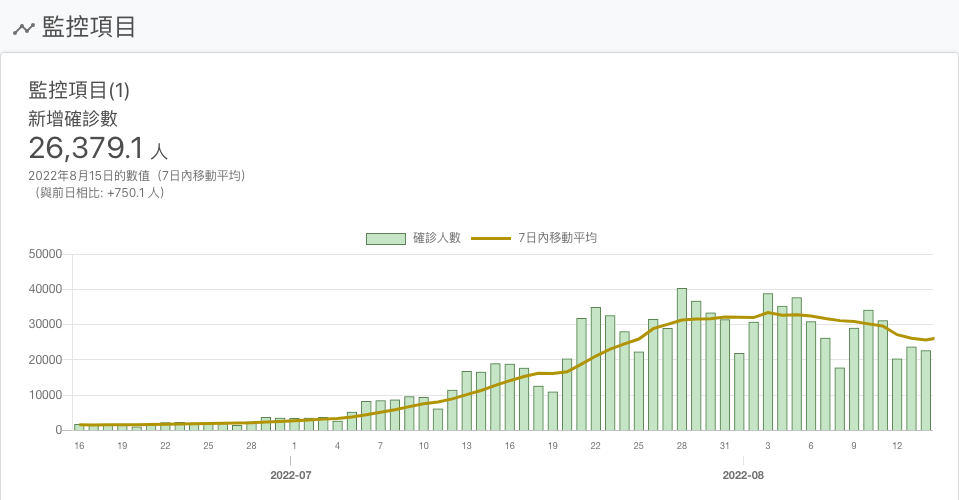 監控項目
監控項目(1)
新增確診數
26,379.1 人
2022年8月15日的數值（7日內移動平均）
（與前日相比: +750.1 人）
確診人數 7日內移動平均
50000
40000
30000
20000
10000
0
16 19 22 25 28 1 4 7 10 13 16 19 22 25 28 31 3 6 9 12
2022-07 2022-08